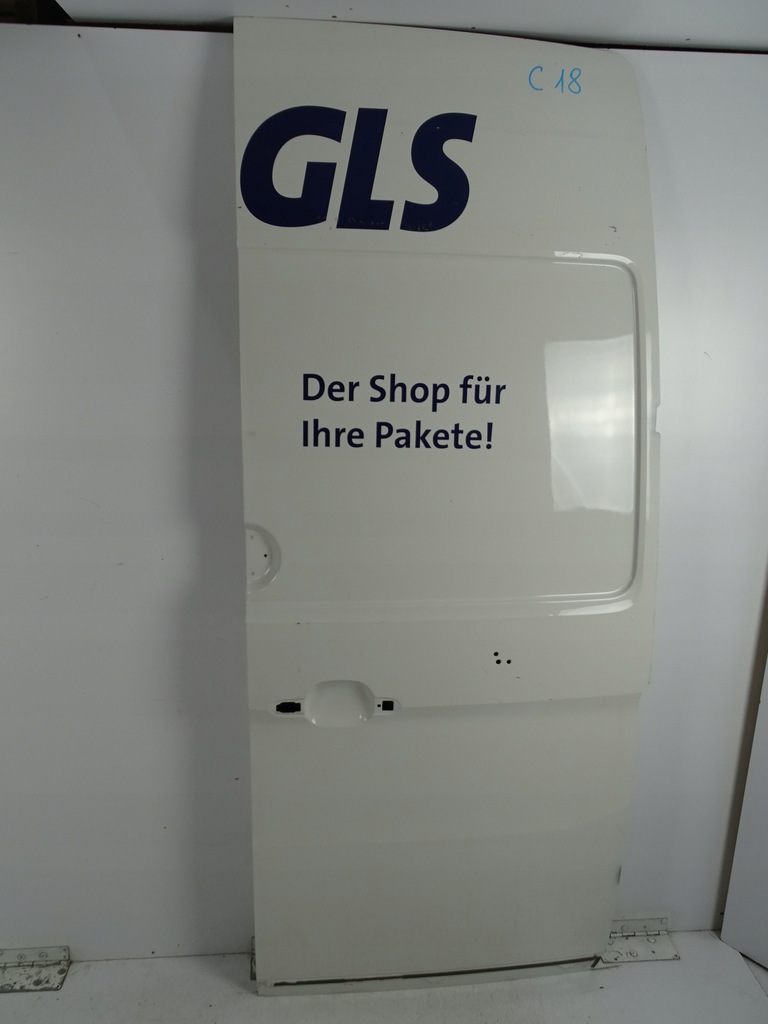 C 18
GLS
Der Shop für
Ihre Pakete!